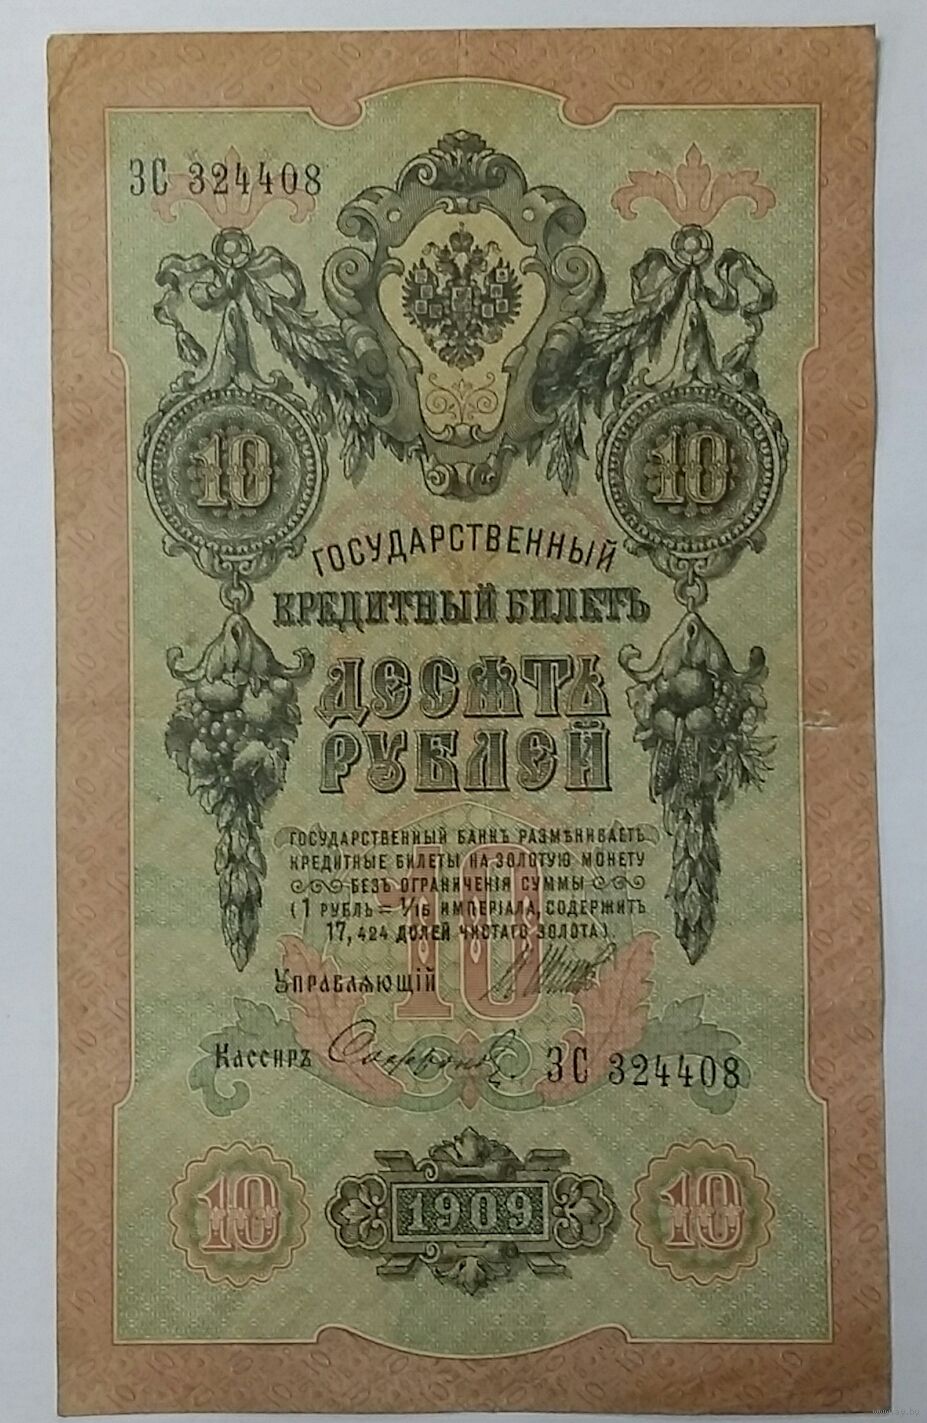 ЗС 324408
10
10
ГОСУДАРСТВЕННЫЙ
КРЕДИТНЫЙ БИЛЕТЪ
ДЕСЯТЬ
РУБЛЕЙ
ГОСУДАРСТВЕННЫЙ БАНКЪ РАЗМѢНИВАЕТЪ
КРЕДИТНЫЕ БИЛЕТЫ НА ЗОЛОТУЮ МОНЕТУ
БЕЗЪ ОГРАНИЧЕНІЯ СУММЫ
(1 РУБЛЬ = 1/15 ИМПЕРІАЛА, СОДЕРЖИТЪ
17,424 ДОЛЕЙ ЧИСТАГО ЗОЛОТА).
10
УПРАВЛЯЮЩІЙ
КАССИРЪ
ЗС 324408
10
1909
10